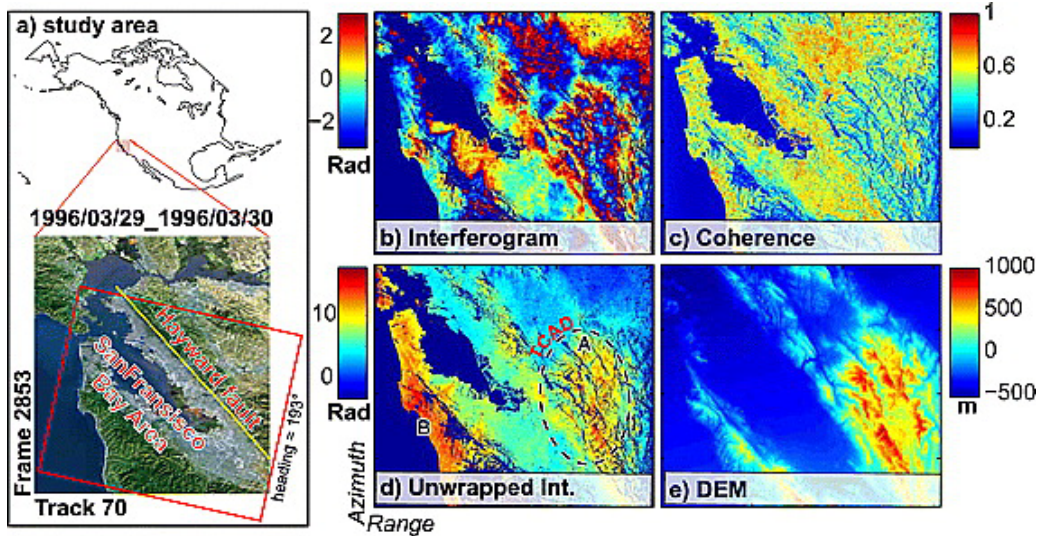 a) study area
1996/03/29_1996/03/30
Hayward fault
SanFransisco
Bay Area
Frame 2853
heading = 193°
Track 70
2
0
−2
Rad
b) Interferogram
1
0.6
0.2
c) Coherence
10
0
Rad
TCAD
A
B
d) Unwrapped Int.
Azimuth
Range
1000
500
0
−500
m
e) DEM